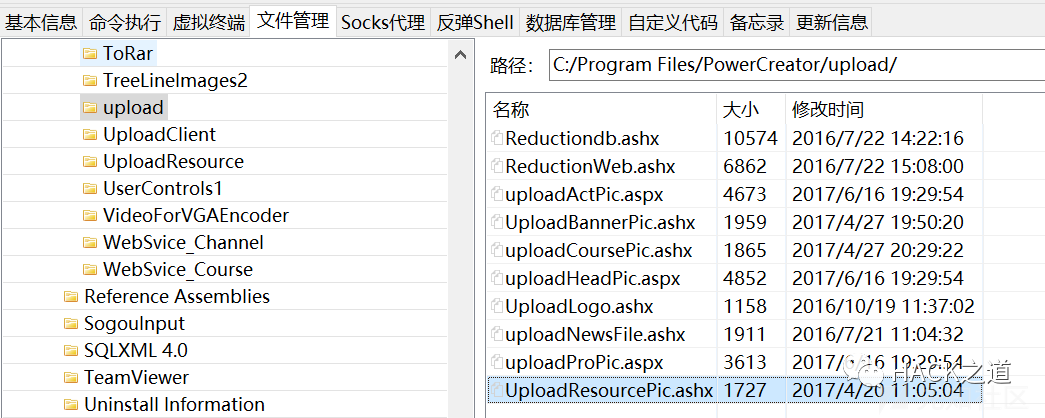 基本信息 命令执行 虚拟终端 文件管理 Socks代理 反弹Shell 数据库管理 自定义代码 备忘录 更新信息
ToRar
TreeLineImages2
upload
UploadClient
UploadResource
UserControls1
VideoForVGAEncoder
WebSvice_Channel
WebSvice_Course
Reference Assemblies
SogouInput
SQLXML 4.0
TeamViewer
Uninstall Information
路径: C:/Program Files/PowerCreator/upload/
名称 大小 修改时间
Reductiondb.ashx 10574 2016/7/22 14:22:16
ReductionWeb.ashx 6862 2016/7/22 15:08:00
uploadActPic.aspx 4673 2017/6/16 19:29:54
UploadBannerPic.ashx 1959 2017/4/27 19:50:20
uploadCoursePic.ashx 1865 2017/4/27 20:29:22
uploadHeadPic.aspx 4852 2017/6/16 19:29:54
UploadLogo.ashx 1158 2016/10/19 11:37:02
uploadNewsFile.ashx 1911 2016/7/21 11:04:32
uploadProPic.aspx 3613 2017/6/16 19:29:54
UploadResourcePic.ashx 1727 2017/4/20 11:05:04
HACK之道